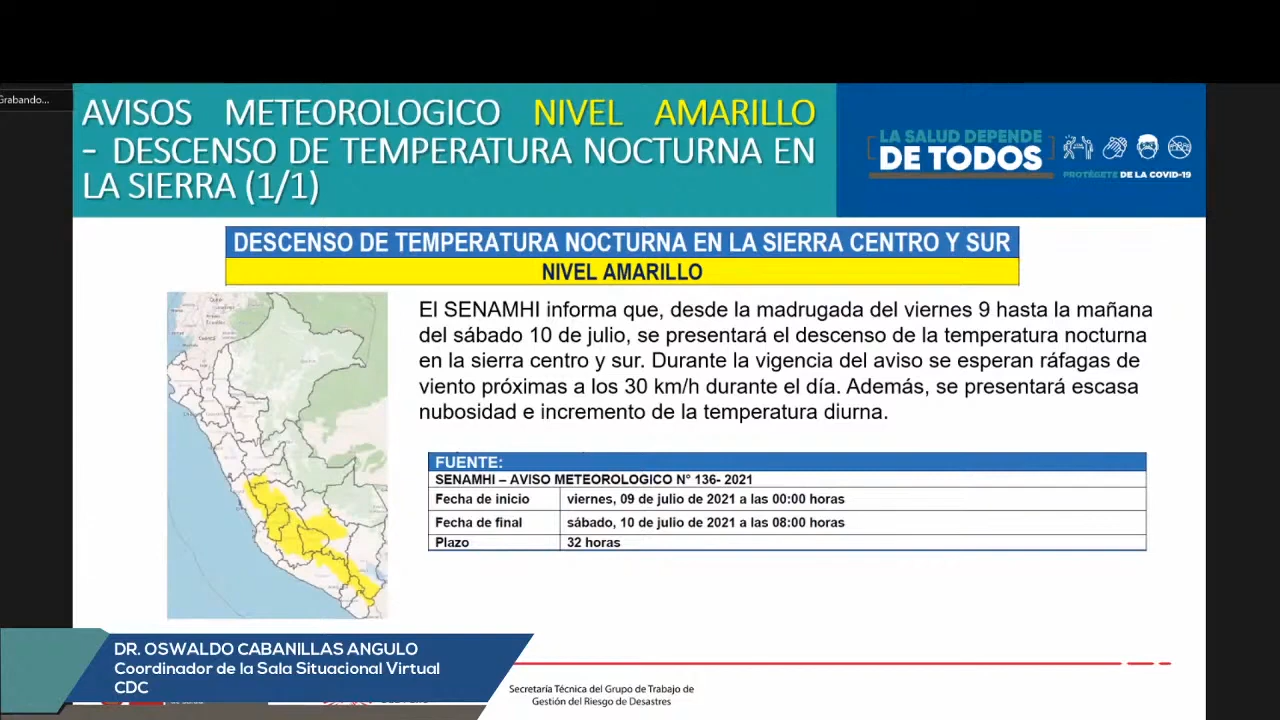 Grabando...
AVISOS METEOROLOGICO NIVEL AMARILLO
- DESCENSO DE TEMPERATURA NOCTURNA EN
LA SIERRA (1/1)
LA SALUD DEPENDE
DE TODOS
PROTÉGETE DE LA COVID-19
DESCENSO DE TEMPERATURA NOCTURNA EN LA SIERRA CENTRO Y SUR
NIVEL AMARILLO
El SENAMHI informa que, desde la madrugada del viernes 9 hasta la mañana
del sábado 10 de julio, se presentará el descenso de la temperatura nocturna
en la sierra centro y sur. Durante la vigencia del aviso se esperan ráfagas de
viento próximas a los 30 km/h durante el día. Además, se presentará escasa
nubosidad e incremento de la temperatura diurna.
FUENTE:
SENAMHI – AVISO METEOROLOGICO N° 136- 2021
Fecha de inicio viernes, 09 de julio de 2021 a las 00:00 horas
Fecha de final sábado, 10 de julio de 2021 a las 08:00 horas
Plazo 32 horas
DR. OSWALDO CABANILLAS ANGULO
Coordinador de la Sala Situacional Virtual
CDC
Secretaría Técnica del Grupo de Trabajo de
Gestión del Riesgo de Desastres